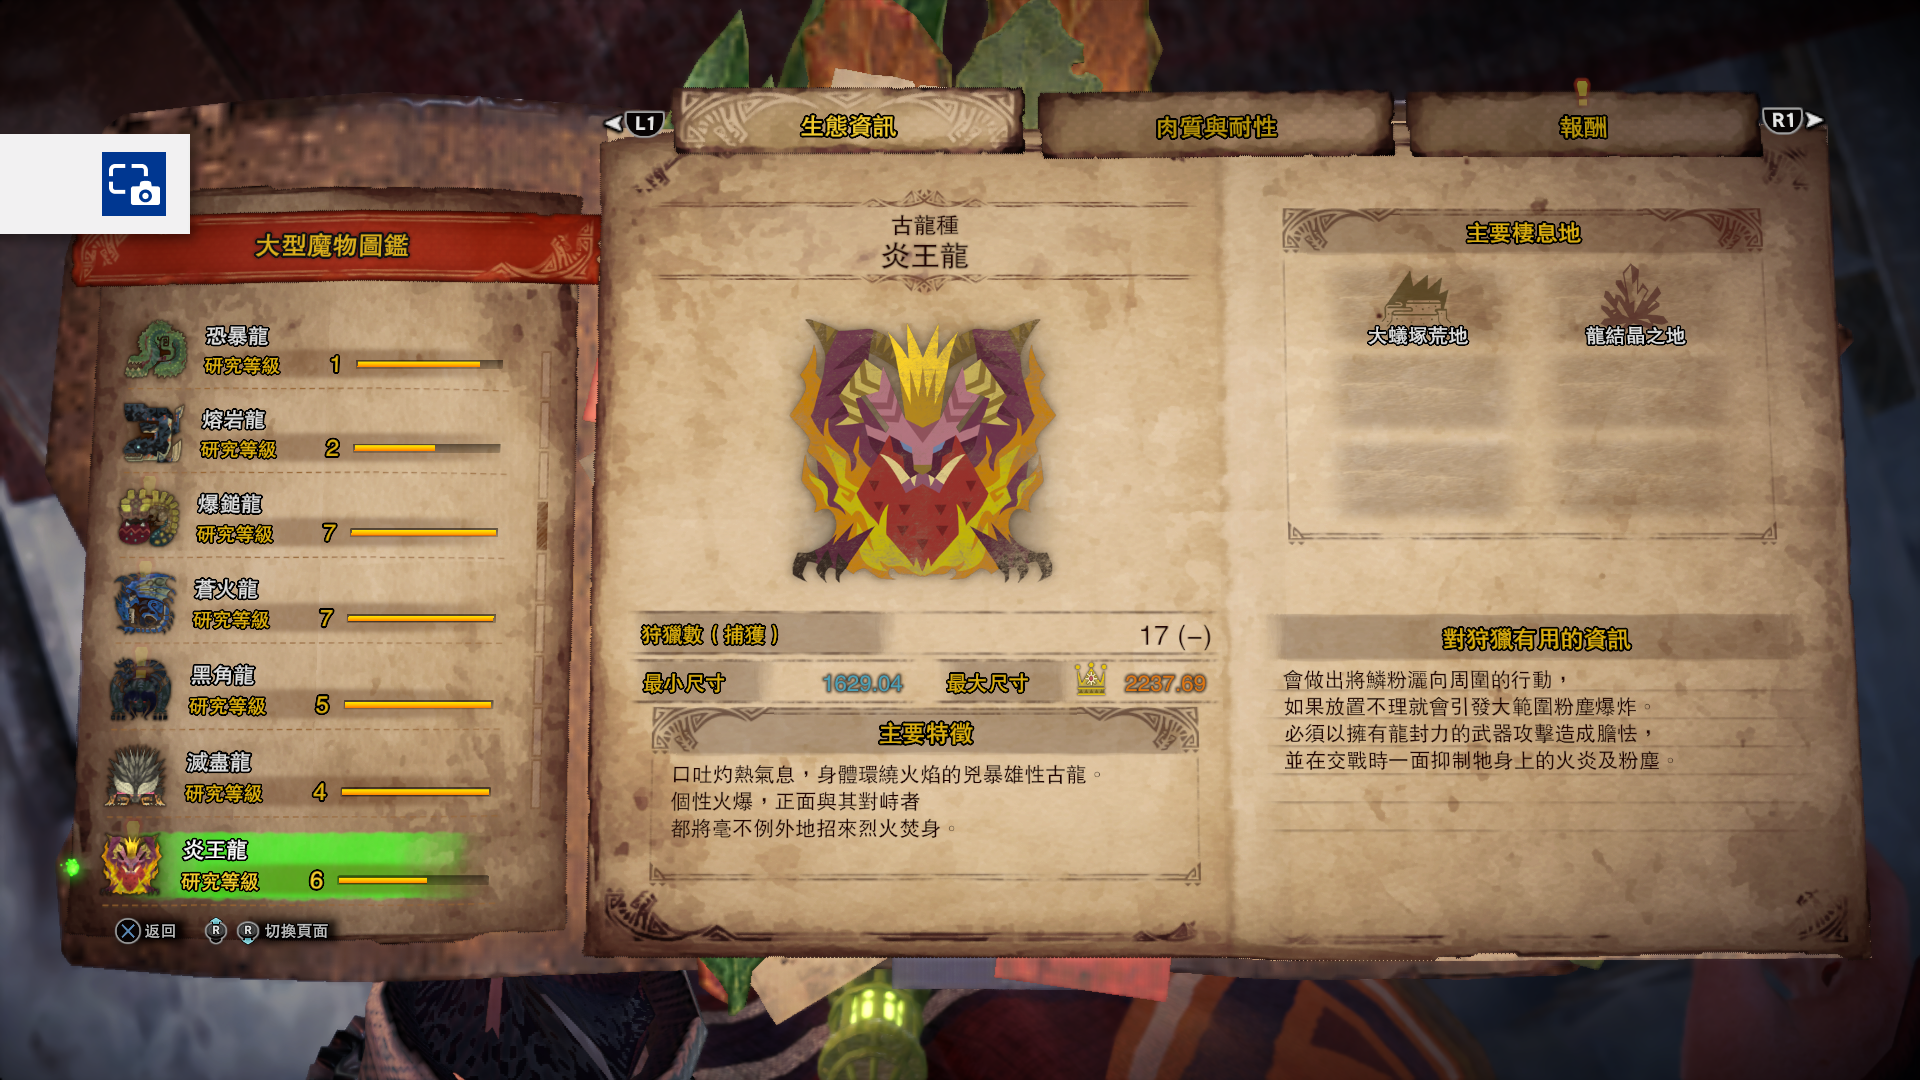 L1
生態資訊
肉質與耐性
報酬
R1
大型魔物圖鑑
恐暴龍
研究等級 1
熔岩龍
研究等級 2
爆鎚龍
研究等級 7
蒼火龍
研究等級 7
黑角龍
研究等級 5
滅盡龍
研究等級 4
炎王龍
研究等級 6
返回 R R 切換頁面
古龍種
炎王龍
狩獵數(捕獲) 17 (–)
最小尺寸 1629.04 最大尺寸 2237.69
主要特徵
口吐灼熱氣息,身體環繞火焰的兇暴雄性古龍。
個性火爆,正面與其對峙者
都將毫不例外地招來烈火焚身。
主要棲息地
大蟻塚荒地 龍結晶之地
對狩獵有用的資訊
會做出將鱗粉灑向周圍的行動,
如果放置不理就會引發大範圍粉塵爆炸。
必須以擁有龍封力的武器攻擊造成膽怯,
並在交戰時一面抑制牠身上的火炎及粉塵。